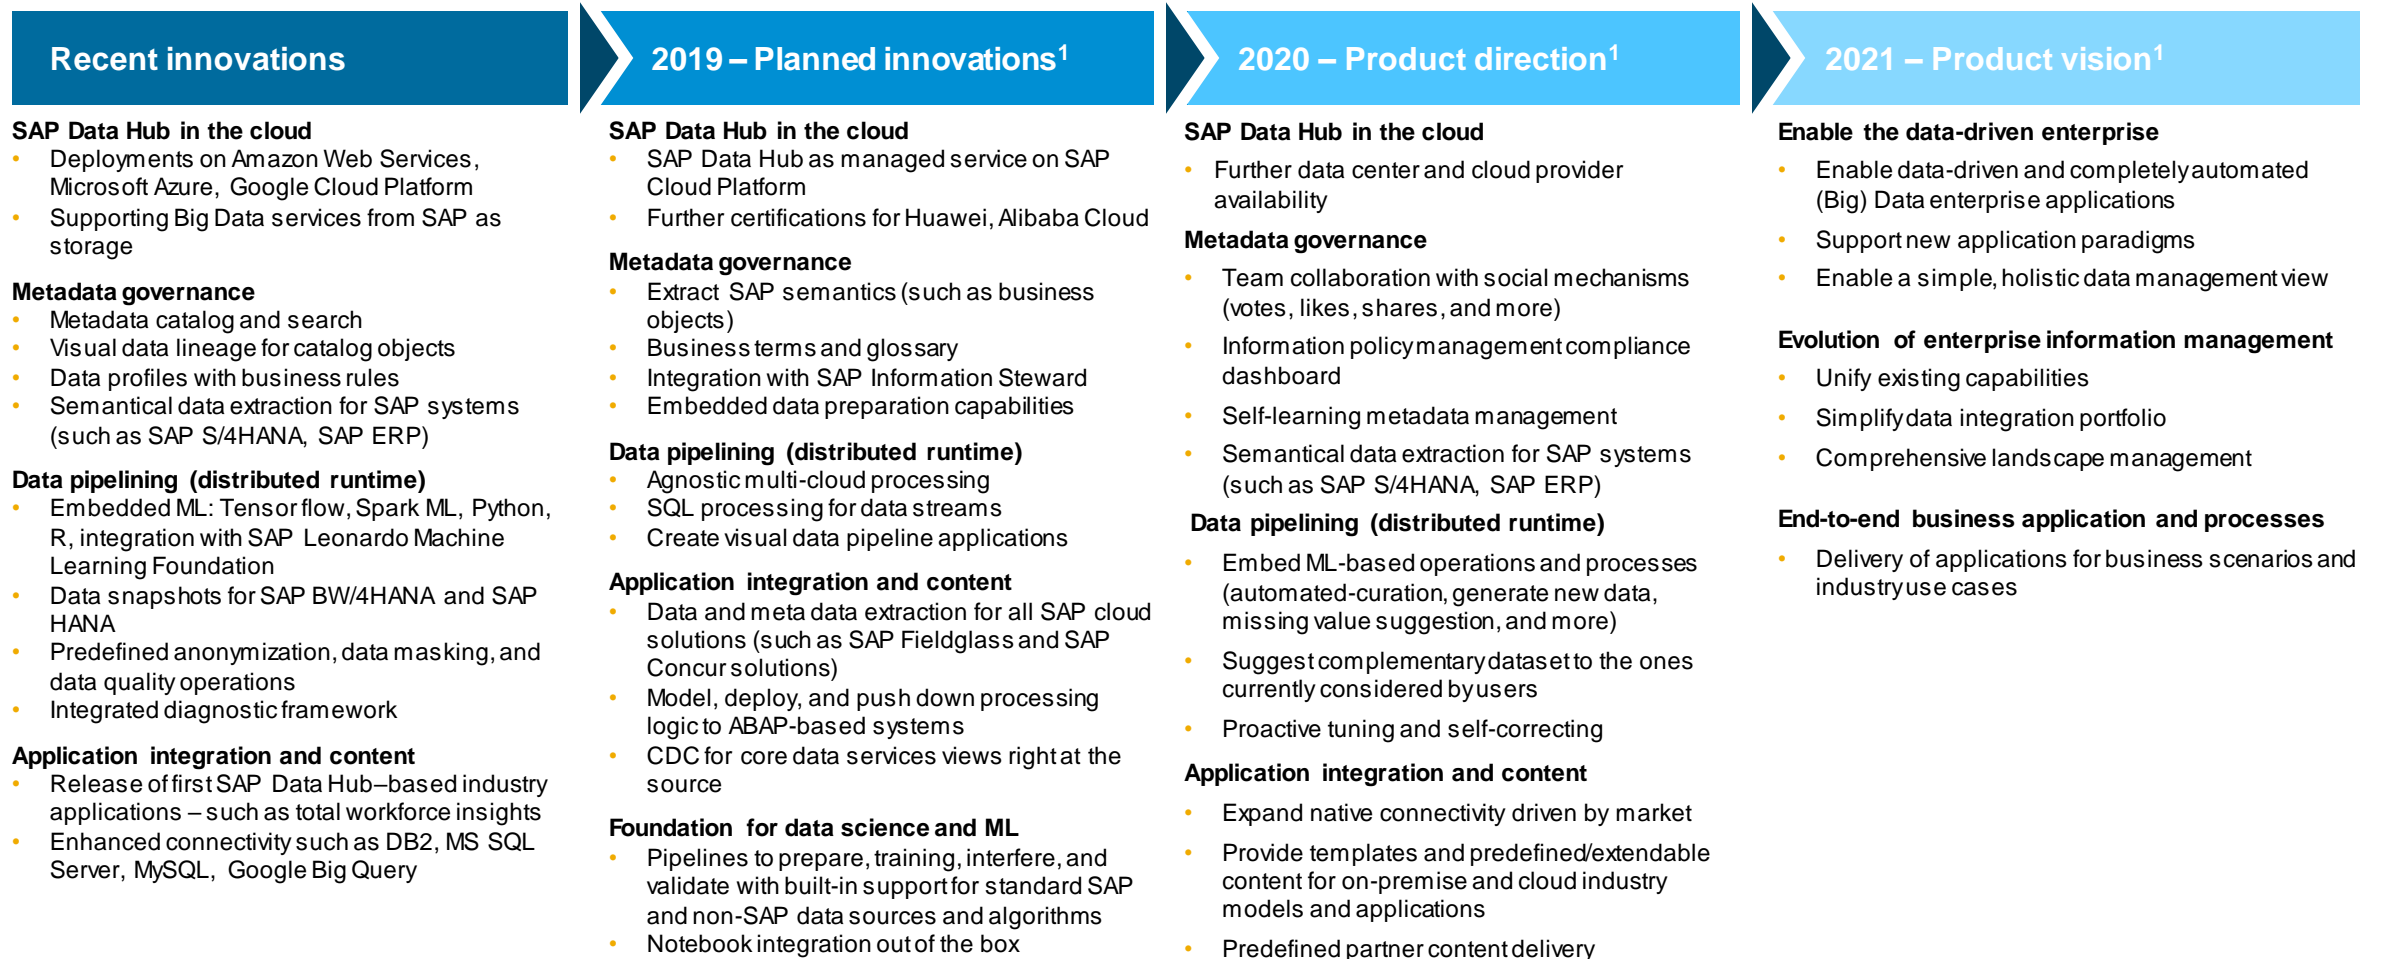 Recent innovations
SAP Data Hub in the cloud
• Deployments on Amazon Web Services,
Microsoft Azure, Google Cloud Platform
• Supporting Big Data services from SAP as
storage
Metadata governance
• Metadata catalog and search
• Visual data lineage for catalog objects
• Data profiles with business rules
• Semantical data extraction for SAP systems
(such as SAP S/4HANA, SAP ERP)
Data pipelining (distributed runtime)
• Embedded ML: Tensor flow, Spark ML, Python,
R, integration with SAP Leonardo Machine
Learning Foundation
• Data snapshots for SAP BW/4HANA and SAP
HANA
• Predefined anonymization, data masking, and
data quality operations
• Integrated diagnostic framework
Application integration and content
• Release of first SAP Data Hub–based industry
applications – such as total workforce insights
• Enhanced connectivity such as DB2, MS SQL
Server, MySQL, Google Big Query
2019 – Planned innovations¹
SAP Data Hub in the cloud
• SAP Data Hub as managed service on SAP
Cloud Platform
• Further certifications for Huawei, Alibaba Cloud
Metadata governance
• Extract SAP semantics (such as business
objects)
• Business terms and glossary
• Integration with SAP Information Steward
• Embedded data preparation capabilities
Data pipelining (distributed runtime)
• Agnostic multi-cloud processing
• SQL processing for data streams
• Create visual data pipeline applications
Application integration and content
• Data and meta data extraction for all SAP cloud
solutions (such as SAP Fieldglass and SAP
Concur solutions)
• Model, deploy, and push down processing
logic to ABAP-based systems
• CDC for core data services views right at the
source
Foundation for data science and ML
• Pipelines to prepare, training, interfere, and
validate with built-in support for standard SAP
and non-SAP data sources and algorithms
• Notebook integration out of the box
2020 – Product direction¹
SAP Data Hub in the cloud
• Further data center and cloud provider
availability
Metadata governance
• Team collaboration with social mechanisms
(votes, likes, shares, and more)
• Information policy management compliance
dashboard
• Self-learning metadata management
• Semantical data extraction for SAP systems
(such as SAP S/4HANA, SAP ERP)
Data pipelining (distributed runtime)
• Embed ML-based operations and processes
(automated-curation, generate new data,
missing value suggestion, and more)
• Suggest complementary dataset to the ones
currently considered by users
• Proactive tuning and self-correcting
Application integration and content
• Expand native connectivity driven by market
• Provide templates and predefined/extendable
content for on-premise and cloud industry
models and applications
• Predefined partner content delivery
2021 – Product vision¹
Enable the data-driven enterprise
• Enable data-driven and completely automated
(Big) Data enterprise applications
• Support new application paradigms
• Enable a simple, holistic data management view
Evolution of enterprise information management
• Unify existing capabilities
• Simplify data integration portfolio
• Comprehensive landscape management
End-to-end business application and processes
• Delivery of applications for business scenarios and
industry use cases